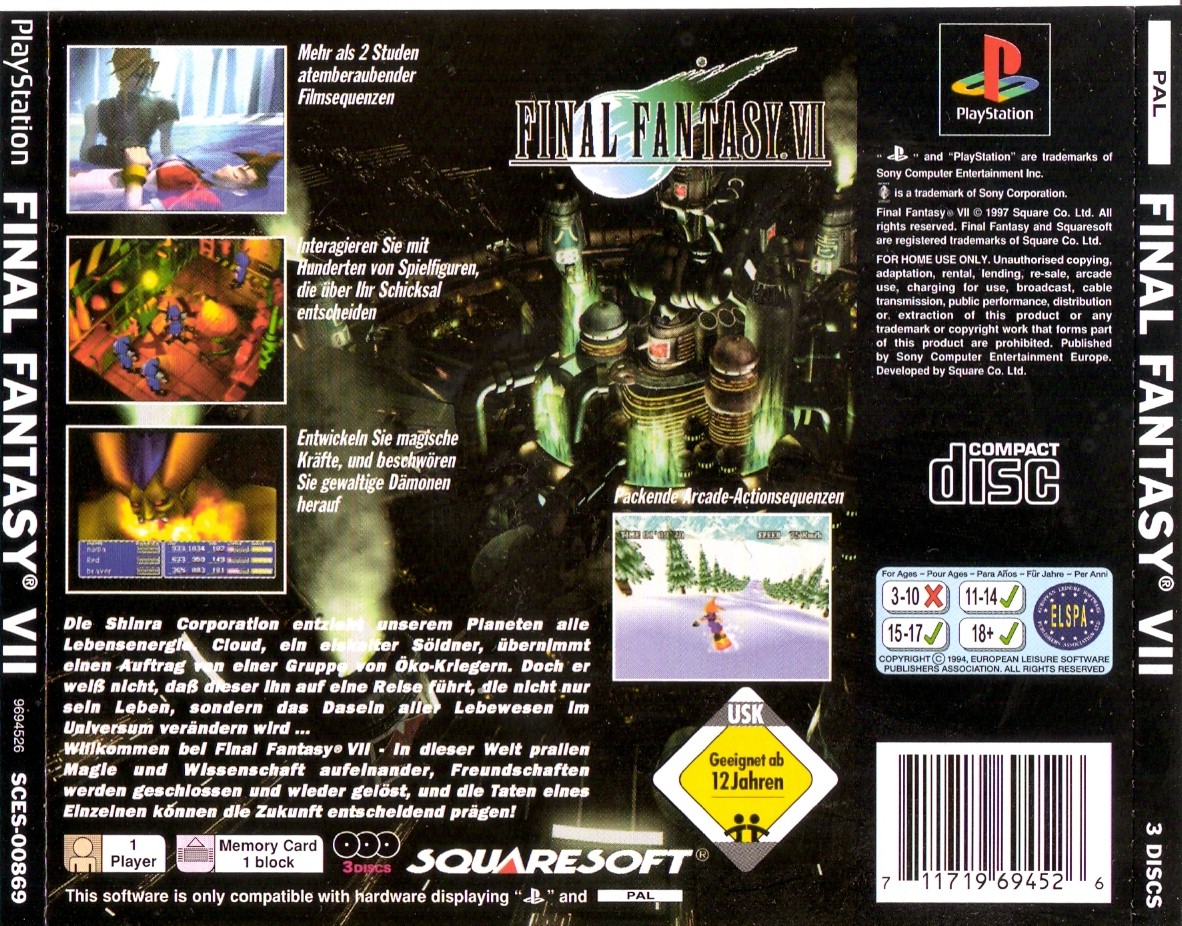 PlayStation
FINAL FANTASY® VII
9694526
SCES-00869
Mehr als 2 Studen
atemberaubender
Filmsequenzen
Interagieren Sie mit
Hunderten von Spielfiguren,
die über Ihr Schicksal
entscheiden
Entwickeln Sie magische
Kräfte, und beschwören
Sie gewaltige Dämonen
herauf
FINAL FANTASY. VII
Packende Arcade-Actionsequenzen
Die Shinra Corporation entzieht unserem Planeten alle
Lebensenergie. Cloud, ein eiskalter Söldner, übernimmt
einen Auftrag von einer Gruppe von Öko-Kriegern. Doch er
weiß nicht, daß dieser ihn auf eine Reise führt, die nicht nur
sein Leben, sondern das Dasein aller Lebewesen im
Universum verändern wird ...
Willkommen bei Final Fantasy® VII - In dieser Welt prallen
Magie und Wissenschaft aufeinander, Freundschaften
werden geschlossen und wieder gelöst, und die Taten eines
Einzelnen können die Zukunft entscheidend prägen!
USK
Geeignet ab
12 Jahren
1
Player
Memory Card
1 block
3 DISCS
SQUARESOFT®
This software is only compatible with hardware displaying " " and PAL
PlayStation
" " and "PlayStation" are trademarks of
Sony Computer Entertainment Inc.
is a trademark of Sony Corporation.
Final Fantasy® VII © 1997 Square Co. Ltd. All
rights reserved. Final Fantasy and Squaresoft
are registered trademarks of Square Co. Ltd.
FOR HOME USE ONLY. Unauthorised copying,
adaptation, rental, lending, re-sale, arcade
use, charging for use, broadcast, cable
transmission, public performance, distribution
or extraction of this product or any
trademark or copyright work that forms part
of this product are prohibited. Published
by Sony Computer Entertainment Europe.
Developed by Square Co. Ltd.
COMPACT
disc
For Ages – Pour Ages – Para Años – Für Jahre – Per Anni
3-10 11-14
15-17 18+
ELSPA
COPYRIGHT © 1994, EUROPEAN LEISURE SOFTWARE
PUBLISHERS ASSOCIATION. ALL RIGHTS RESERVED
7 11719 69452 6
PAL
FINAL FANTASY® VII
3 DISCS